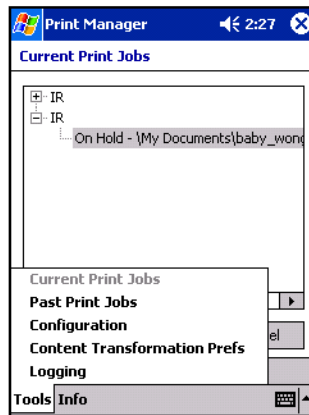 Print Manager 2:27
Current Print Jobs
IR
IR
On Hold - \My Documents\baby_wong
Current Print Jobs
Past Print Jobs
Configuration
el
Content Transformation Prefs
Logging
Tools Info